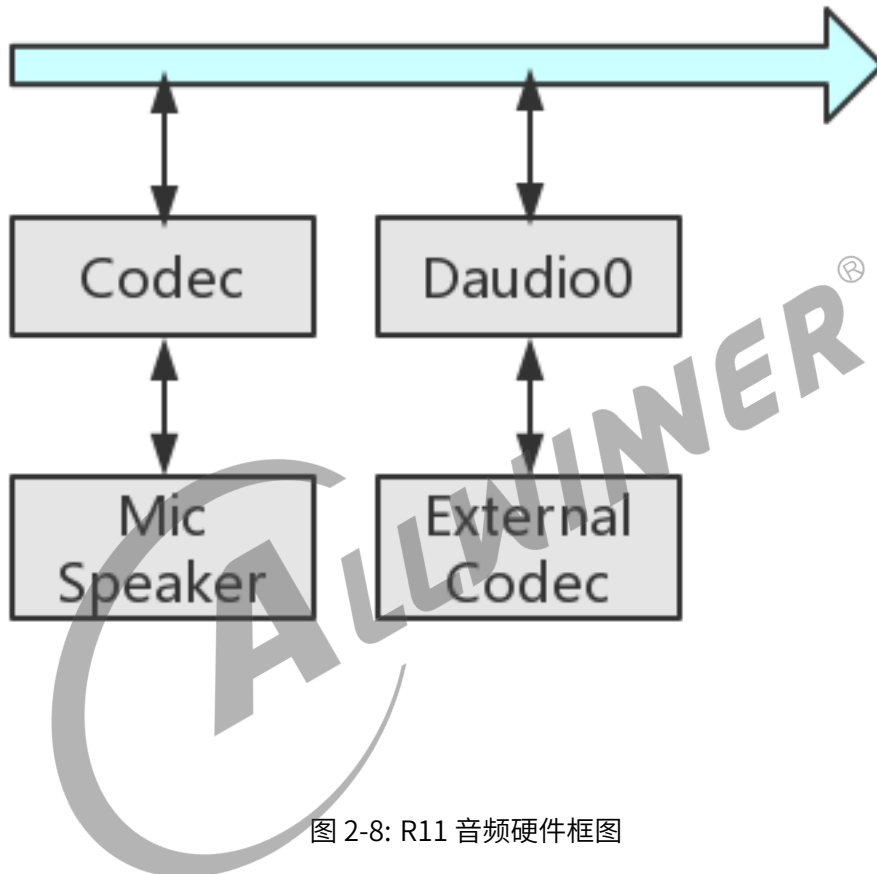 Codec
Daudio0
Mic
Speaker
External
Codec
ALLWINNER®
图 2-8: R11 音频硬件框图